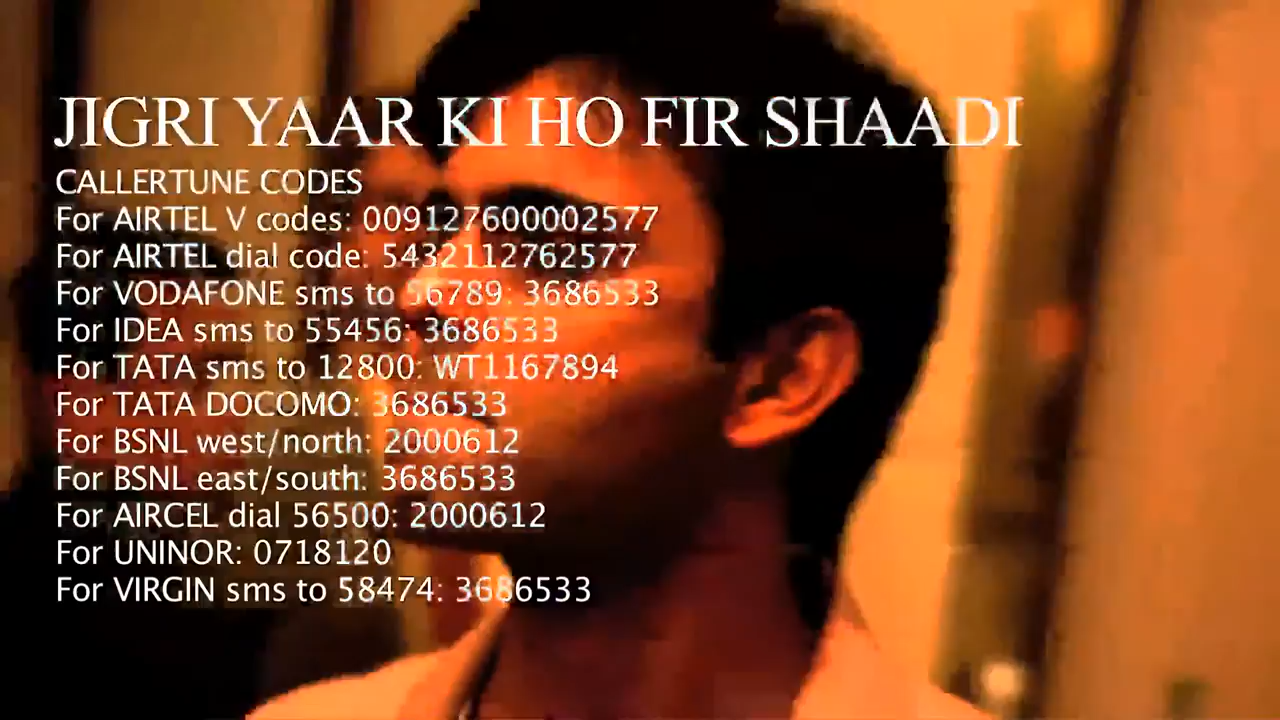 JIGRI YAAR KI HO FIR SHAADI
CALLERTUNE CODES
For AIRTEL V codes: 009127600002577
For AIRTEL dial code: 5432112762577
For VODAFONE sms to 56789: 3686533
For IDEA sms to 55456: 3686533
For TATA sms to 12800: WT1167894
For TATA DOCOMO: 3686533
For BSNL west/north: 2000612
For BSNL east/south: 3686533
For AIRCEL dial 56500: 2000612
For UNINOR: 0718120
For VIRGIN sms to 58474: 3686533